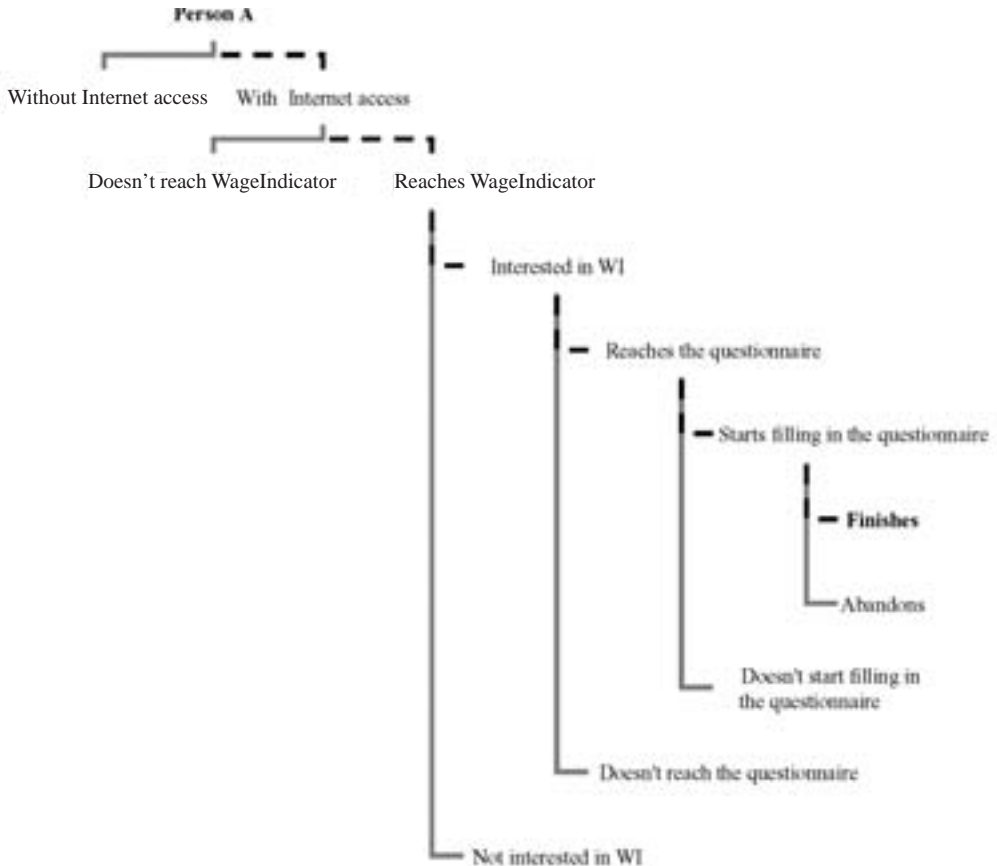 Person A
Without Internet access
With Internet access
Doesn't reach WageIndicator
Reaches WageIndicator
Interested in WI
Reaches the questionnaire
Starts filling in the questionnaire
Finishes
Abandons
Doesn't start filling in
the questionnaire
Doesn't reach the questionnaire
Not interested in WI